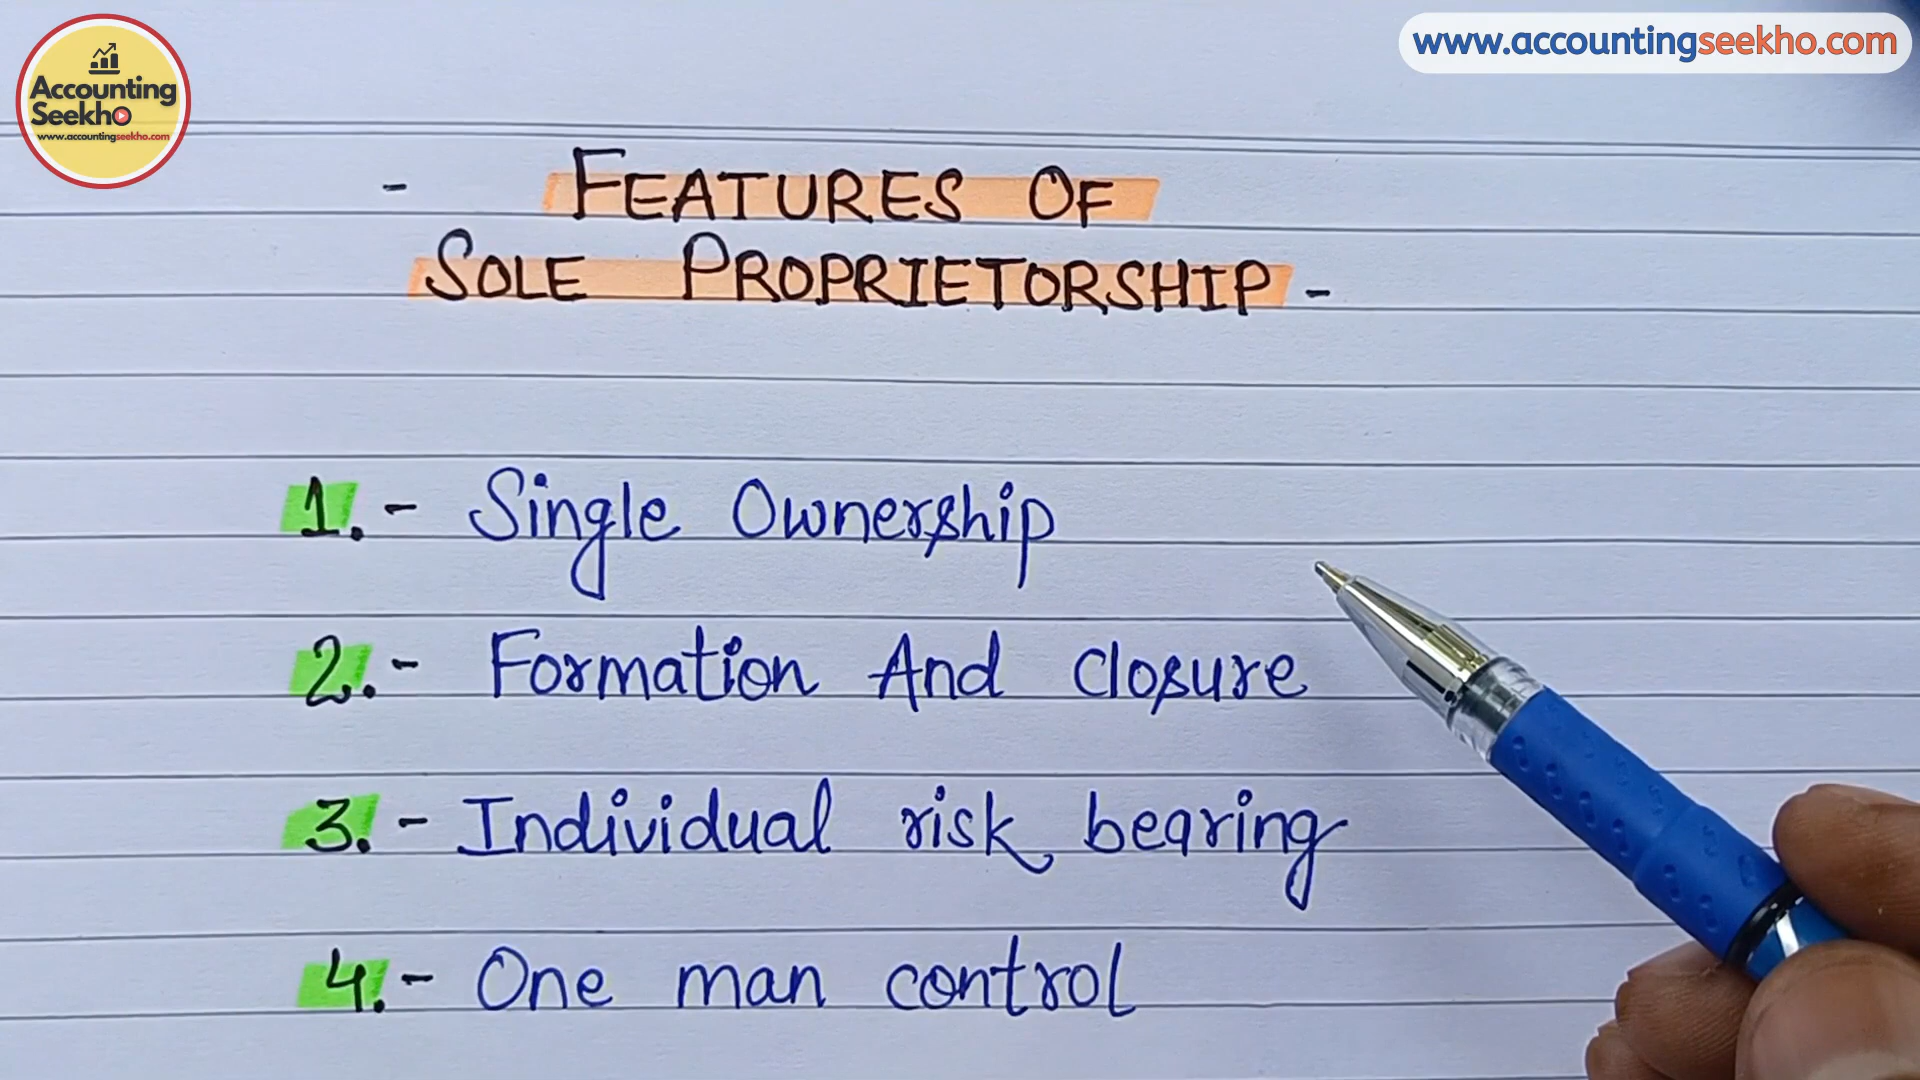 Accounting
Seekho
www.accountingseekho.com
www.accountingseekho.com
- FEATURES OF
SOLE PROPRIETORSHIP -
1. - Single Ownership
2. - Formation And closure
3. - Individual risk bearing
4. - One man control